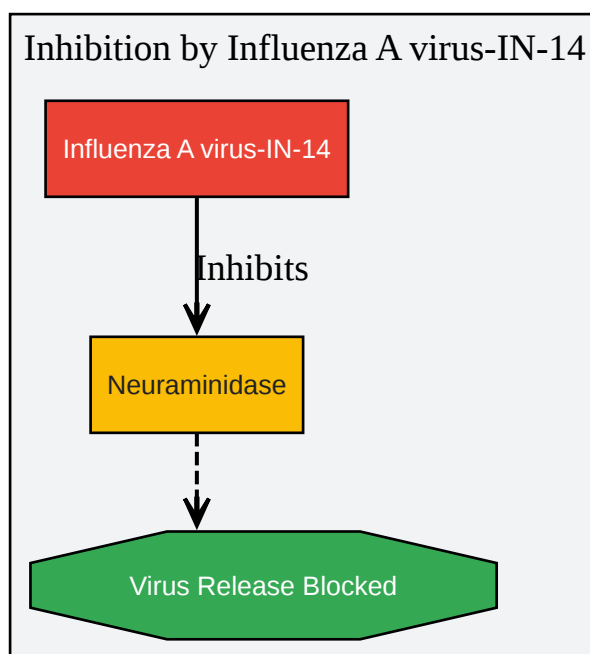 Inhibition by Influenza A virus-IN-14
Influenza A virus-IN-14
Inhibits
Neuraminidase
Virus Release Blocked